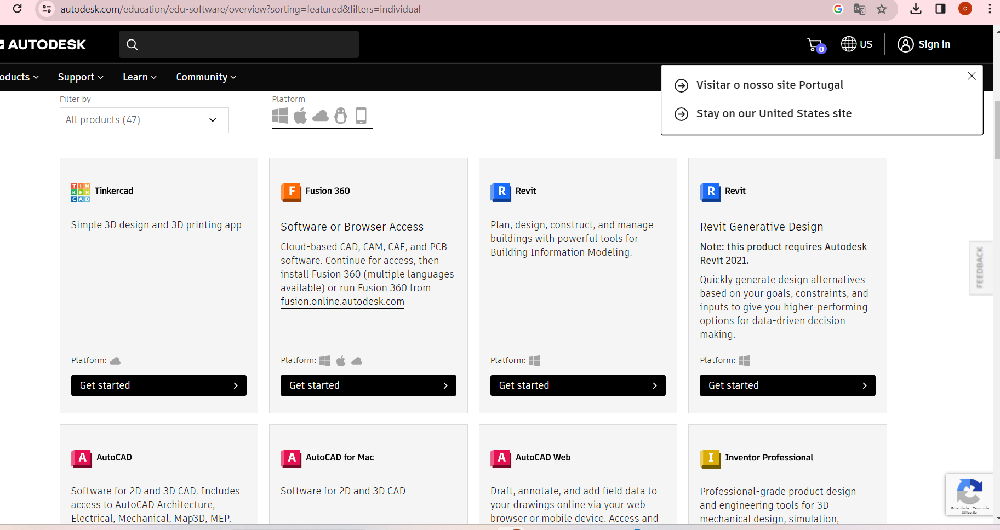 autodesk.com/education/edu-software/overview?sorting=featured&filters=individual
C
AUTODESK
0
US
Sign in
oducts
Support
Learn
Community
Visitar o nosso site Portugal
Stay on our United States site
Filter by
Platform
All products (47)
TIN
KER
CAD
Tinkercad
Simple 3D design and 3D printing app
Platform:
Get started
F
Fusion 360
Software or Browser Access
Cloud-based CAD, CAM, CAE, and PCB
software. Continue for access, then
install Fusion 360 (multiple languages
available) or run Fusion 360 from
fusion.online.autodesk.com
Platform:
Get started
R
Revit
Plan, design, construct, and manage
buildings with powerful tools for
Building Information Modeling.
Platform:
Get started
R
Revit
Revit Generative Design
Note: this product requires Autodesk
Revit 2021.
Quickly generate design alternatives
based on your goals, constraints, and
inputs to give you higher-performing
options for data-driven decision
making.
Platform:
Get started
FEEDBACK
A
AutoCAD
Software for 2D and 3D CAD. Includes
access to AutoCAD Architecture,
Electrical, Mechanical, Map3D, MEP,
A
AutoCAD for Mac
Software for 2D and 3D CAD
A
AutoCAD Web
Draft, annotate, and add field data to
your drawings online via your web
browser or mobile device. Access and
I
Inventor Professional
Professional-grade product design
and engineering tools for 3D
mechanical design, simulation,
Privacidade - Termos de
Utilização